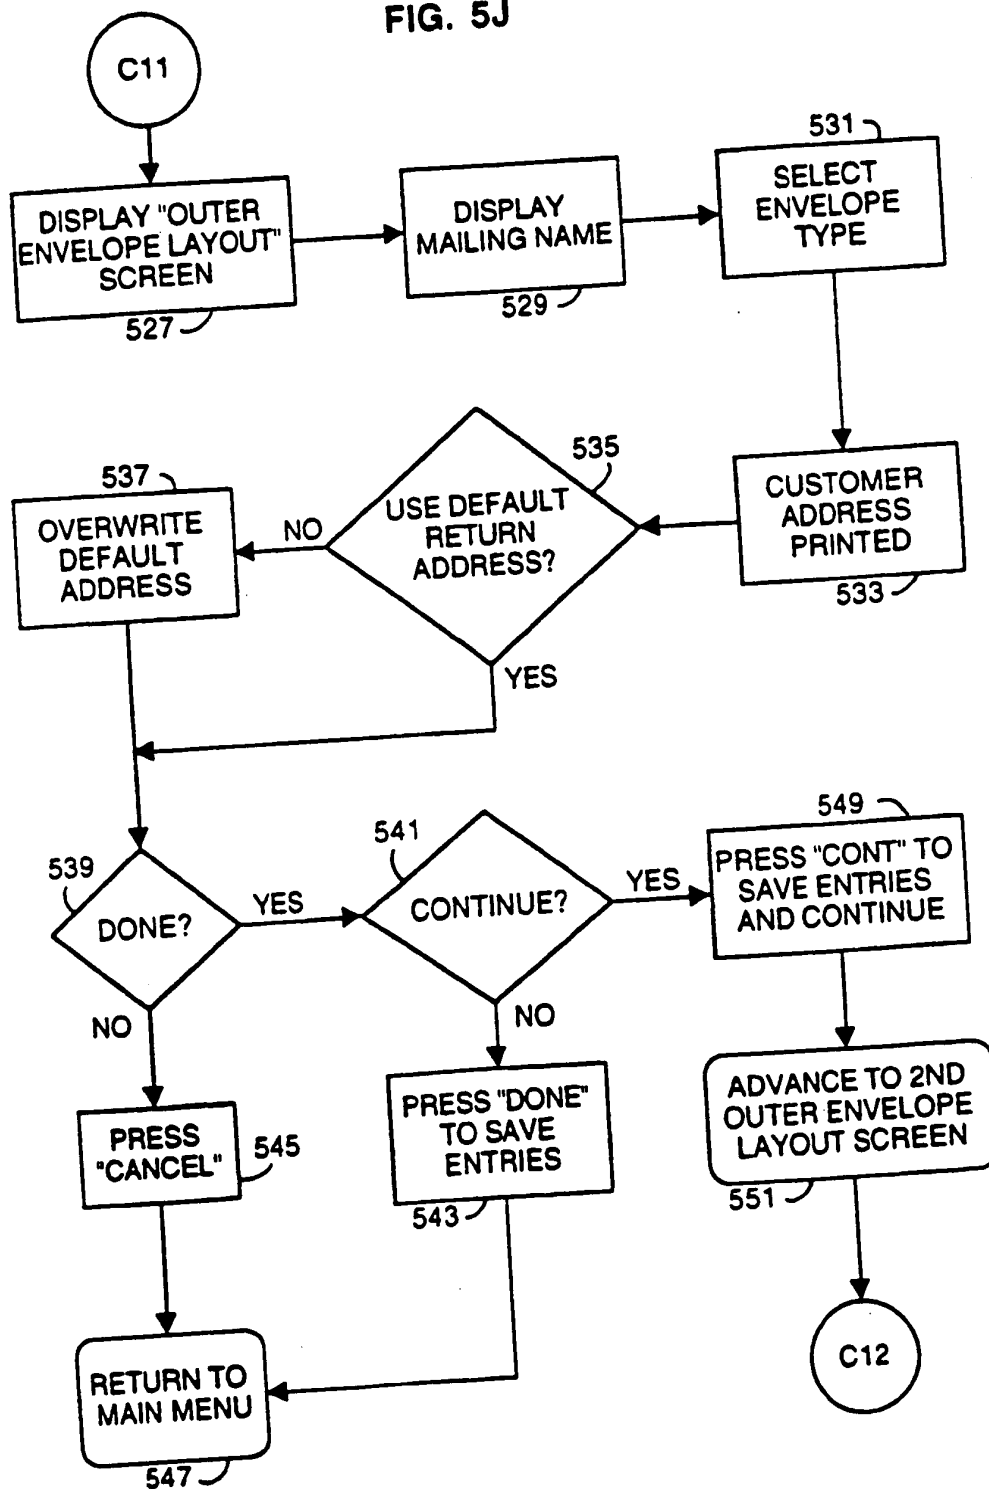 FIG. 5J
C11
DISPLAY "OUTER
ENVELOPE LAYOUT"
SCREEN
527
DISPLAY
MAILING NAME
529
531
SELECT
ENVELOPE
TYPE
CUSTOMER
ADDRESS
PRINTED
533
535
USE DEFAULT
RETURN
ADDRESS?
NO
YES
537
OVERWRITE
DEFAULT
ADDRESS
539
DONE?
YES
NO
541
CONTINUE?
YES
NO
549
PRESS "CONT" TO
SAVE ENTRIES
AND CONTINUE
PRESS
"CANCEL"
545
PRESS "DONE"
TO SAVE
ENTRIES
543
ADVANCE TO 2ND
OUTER ENVELOPE
LAYOUT SCREEN
551
RETURN TO
MAIN MENU
547
C12